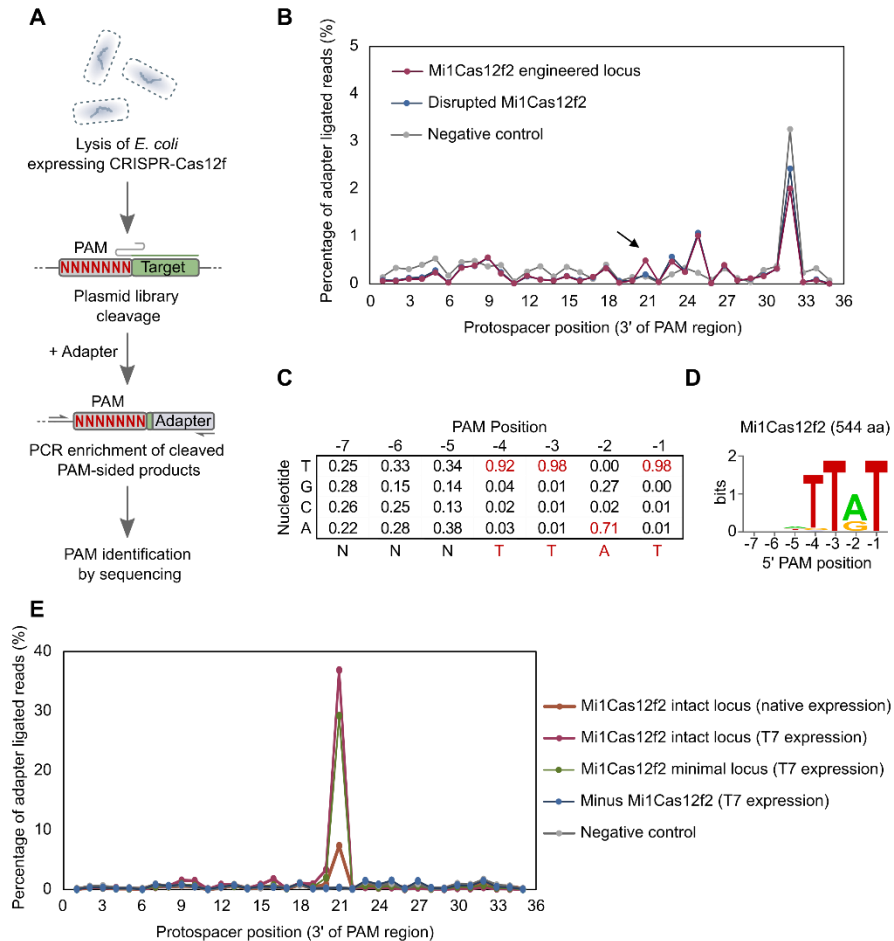 A
Lysis of E. coli
expressing CRISPR-Cas12f
PAM
NNNNNNN Target
Plasmid library
cleavage
+ Adapter
PAM
NNNNNNN Adapter
PCR enrichment of cleaved
PAM-sided products
PAM identification
by sequencing
B
Percentage of adapter ligated reads (%)
5
4
3
2
1
0
Mi1Cas12f2 engineered locus
Disrupted Mi1Cas12f2
Negative control
0 3 6 9 12 15 18 21 24 27 30 33 36
Protospacer position (3' of PAM region)
C
PAM Position
-7 -6 -5 -4 -3 -2 -1
Nucleotide
T 0.25 0.33 0.34 0.92 0.98 0.00 0.98
G 0.28 0.15 0.14 0.04 0.01 0.27 0.00
C 0.26 0.25 0.13 0.02 0.01 0.02 0.01
A 0.22 0.28 0.38 0.03 0.01 0.71 0.01
N N N T T A T
D
Mi1Cas12f2 (544 aa)
bits
2
1
0
T T A G T
-7 -6 -5 -4 -3 -2 -1
5' PAM position
E
Percentage of adapter ligated reads (%)
40
30
20
10
0
0 3 6 9 12 15 18 21 24 27 30 33 36
Protospacer position (3' of PAM region)
Mi1Cas12f2 intact locus (native expression)
Mi1Cas12f2 intact locus (T7 expression)
Mi1Cas12f2 minimal locus (T7 expression)
Minus Mi1Cas12f2 (T7 expression)
Negative control